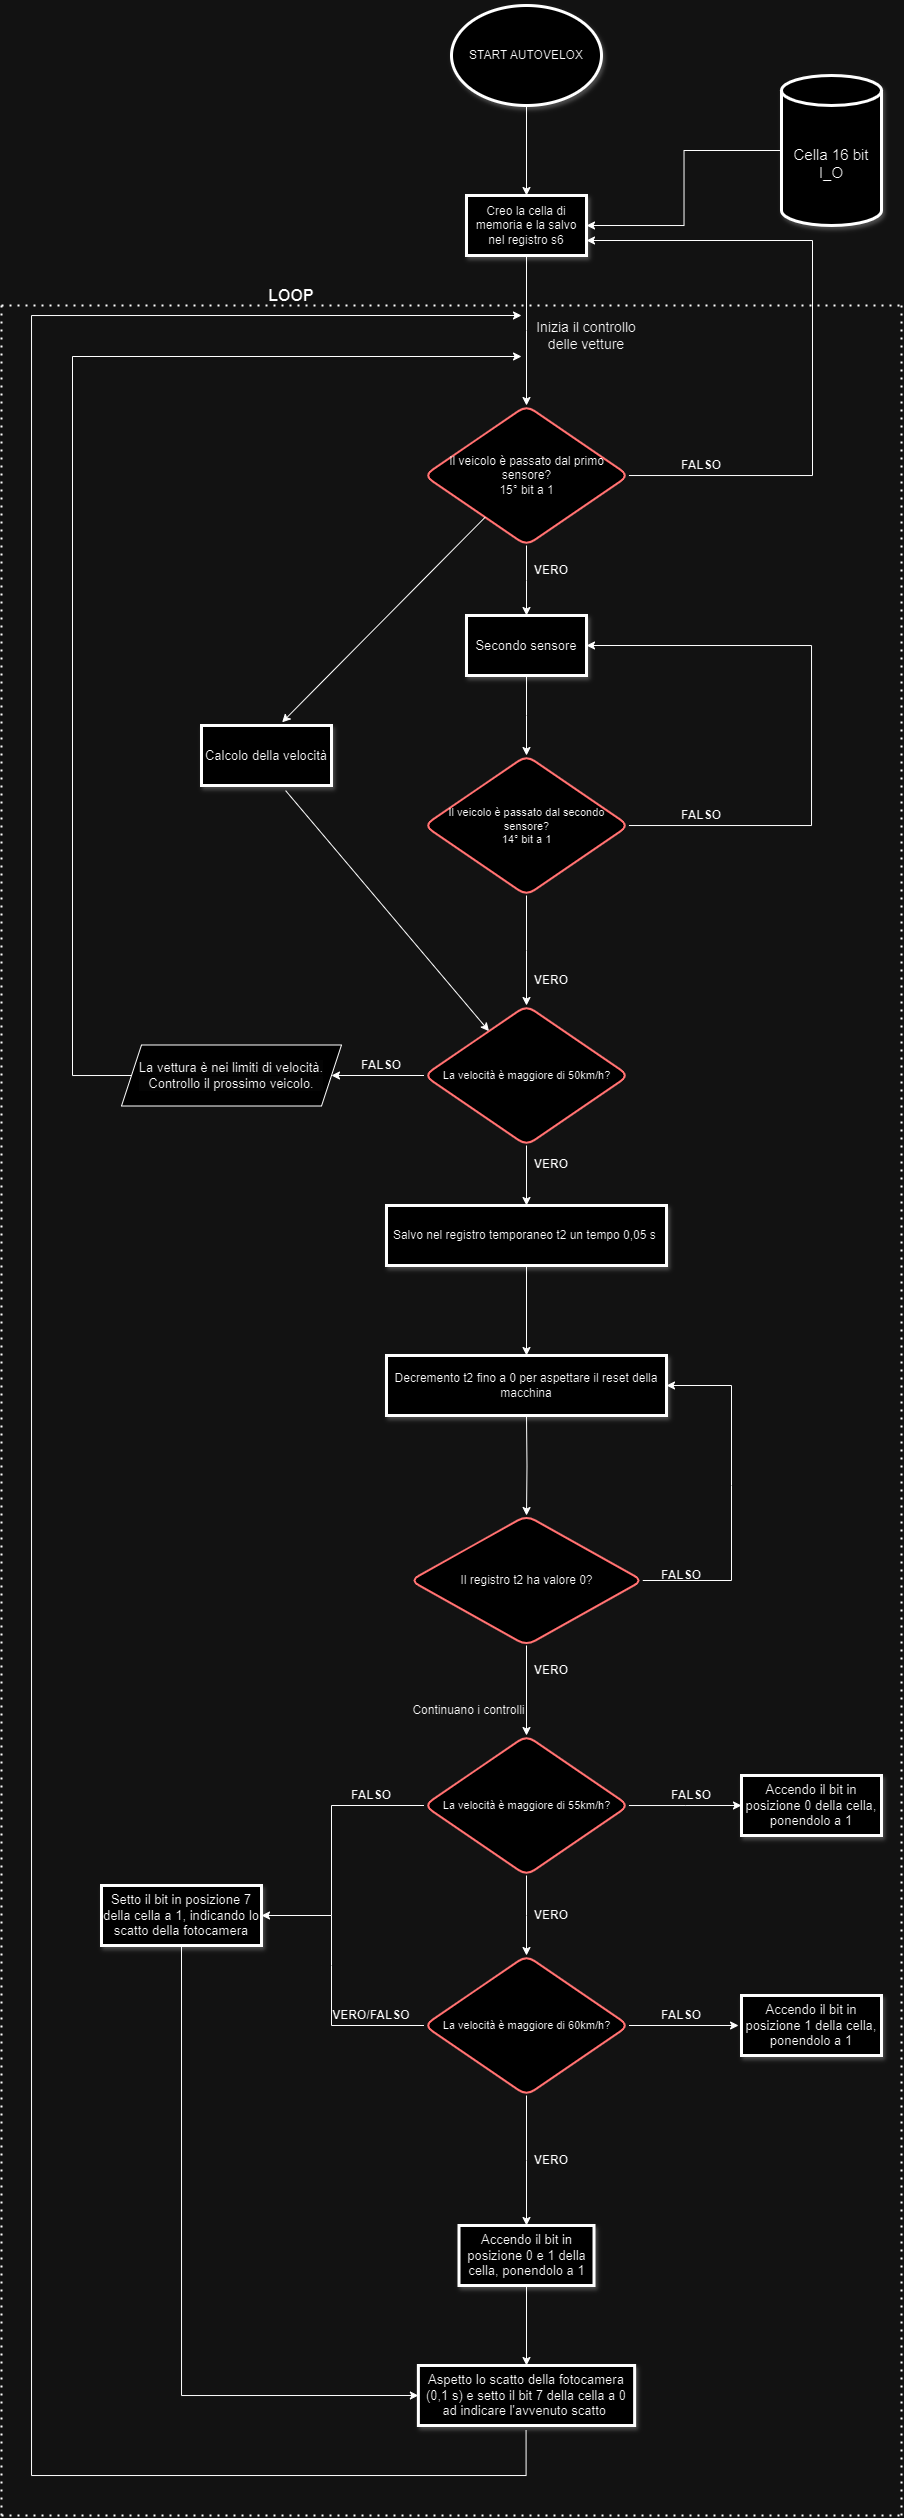 START AUTOVELOX
Cella 16 bit
I_O
Creo la cella di
memoria e la salvo
nel registro s6
LOOP
Inizia il controllo
delle vetture
Il veicolo è passato dal primo
sensore?
15° bit a 1
FALSO
VERO
Secondo sensore
Calcolo della velocità
Il veicolo è passato dal secondo
sensore?
14° bit a 1
FALSO
VERO
La vettura è nei limiti di velocità.
Controllo il prossimo veicolo.
FALSO
La velocità è maggiore di 50km/h?
VERO
Salvo nel registro temporaneo t2 un tempo 0,05 s
Decremento t2 fino a 0 per aspettare il reset della
macchina
Il registro t2 ha valore 0?
FALSO
VERO
Continuano i controlli
FALSO
La velocità è maggiore di 55km/h?
FALSO
Accendo il bit in
posizione 0 della cella,
ponendolo a 1
Setto il bit in posizione 7
della cella a 1, indicando lo
scatto della fotocamera
VERO
VERO/FALSO
La velocità è maggiore di 60km/h?
FALSO
Accendo il bit in
posizione 1 della cella,
ponendolo a 1
VERO
Accendo il bit in
posizione 0 e 1 della
cella, ponendolo a 1
Aspetto lo scatto della fotocamera
(0,1 s) e setto il bit 7 della cella a 0
ad indicare l'avvenuto scatto